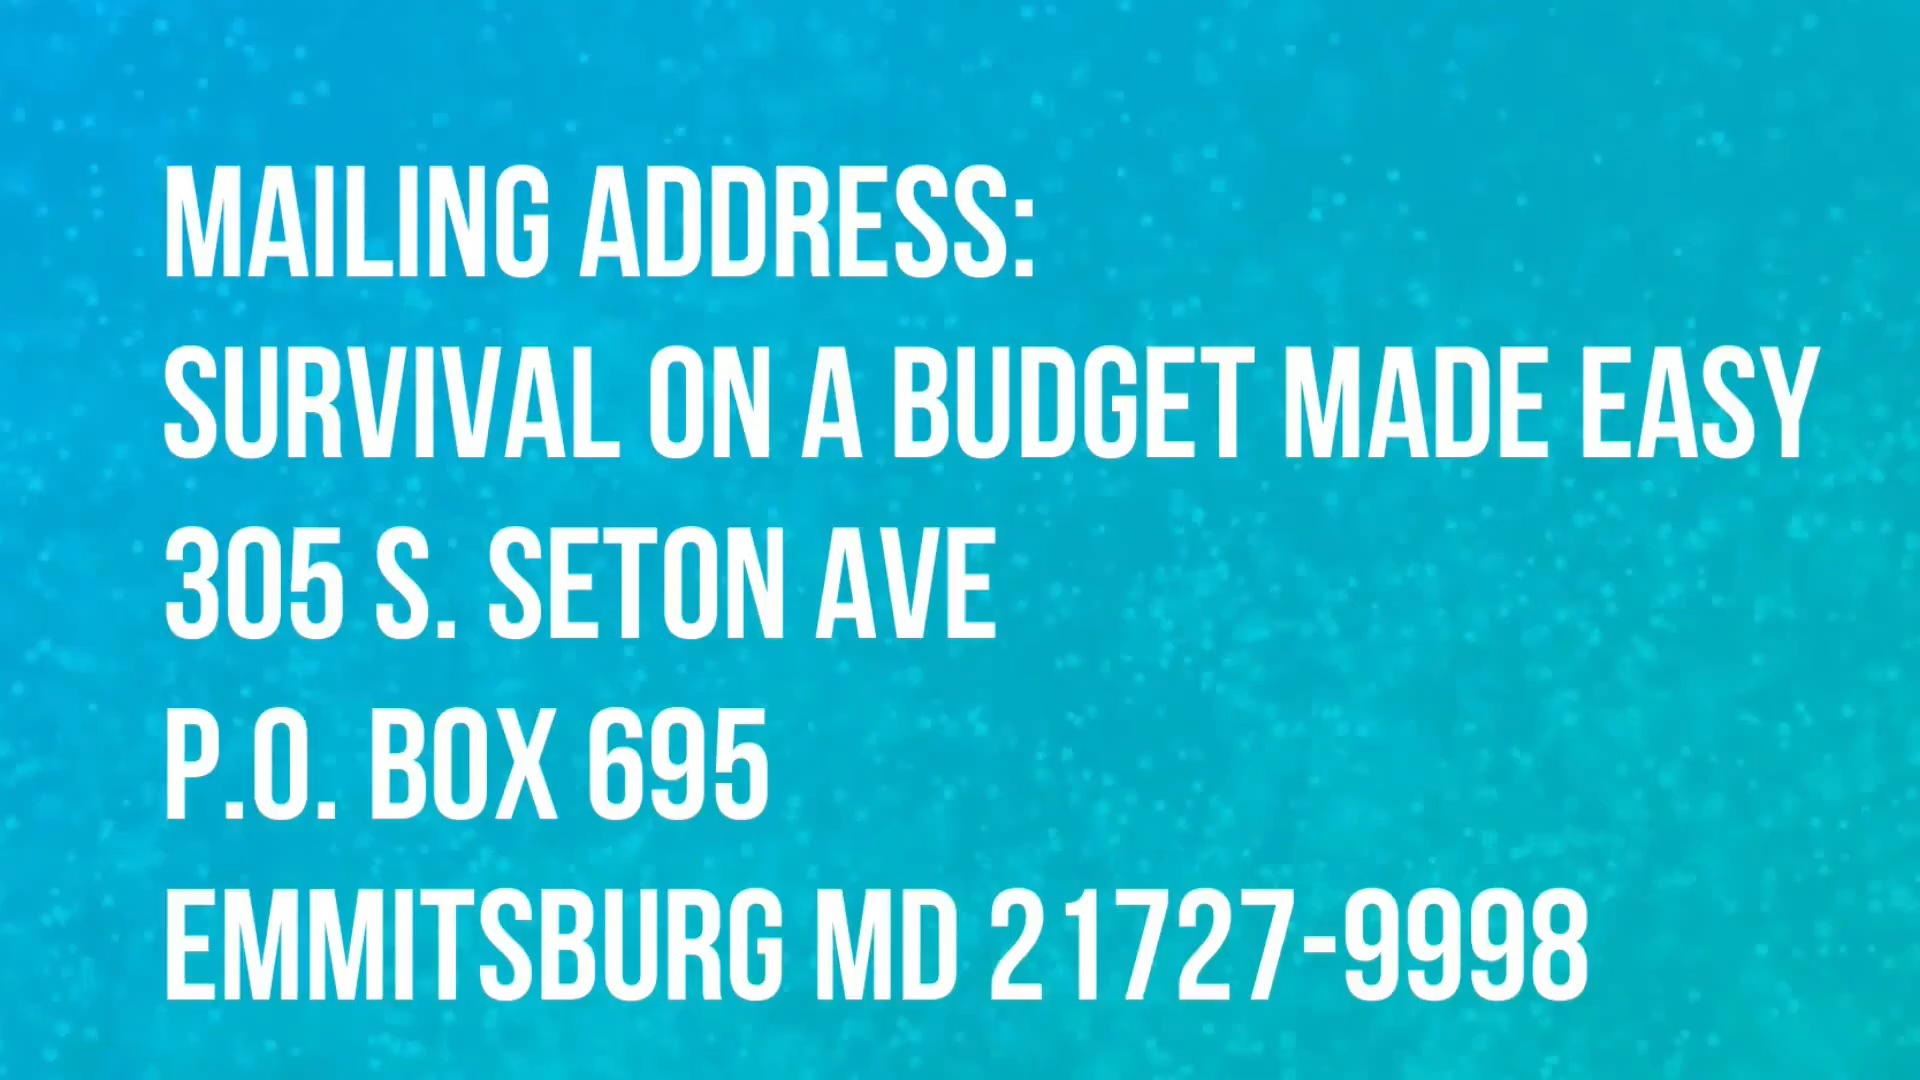 MAILING ADDRESS:
SURVIVAL ON A BUDGET MADE EASY
305 S. SETON AVE
P.O. BOX 695
EMMITSBURG MD 21727-9998